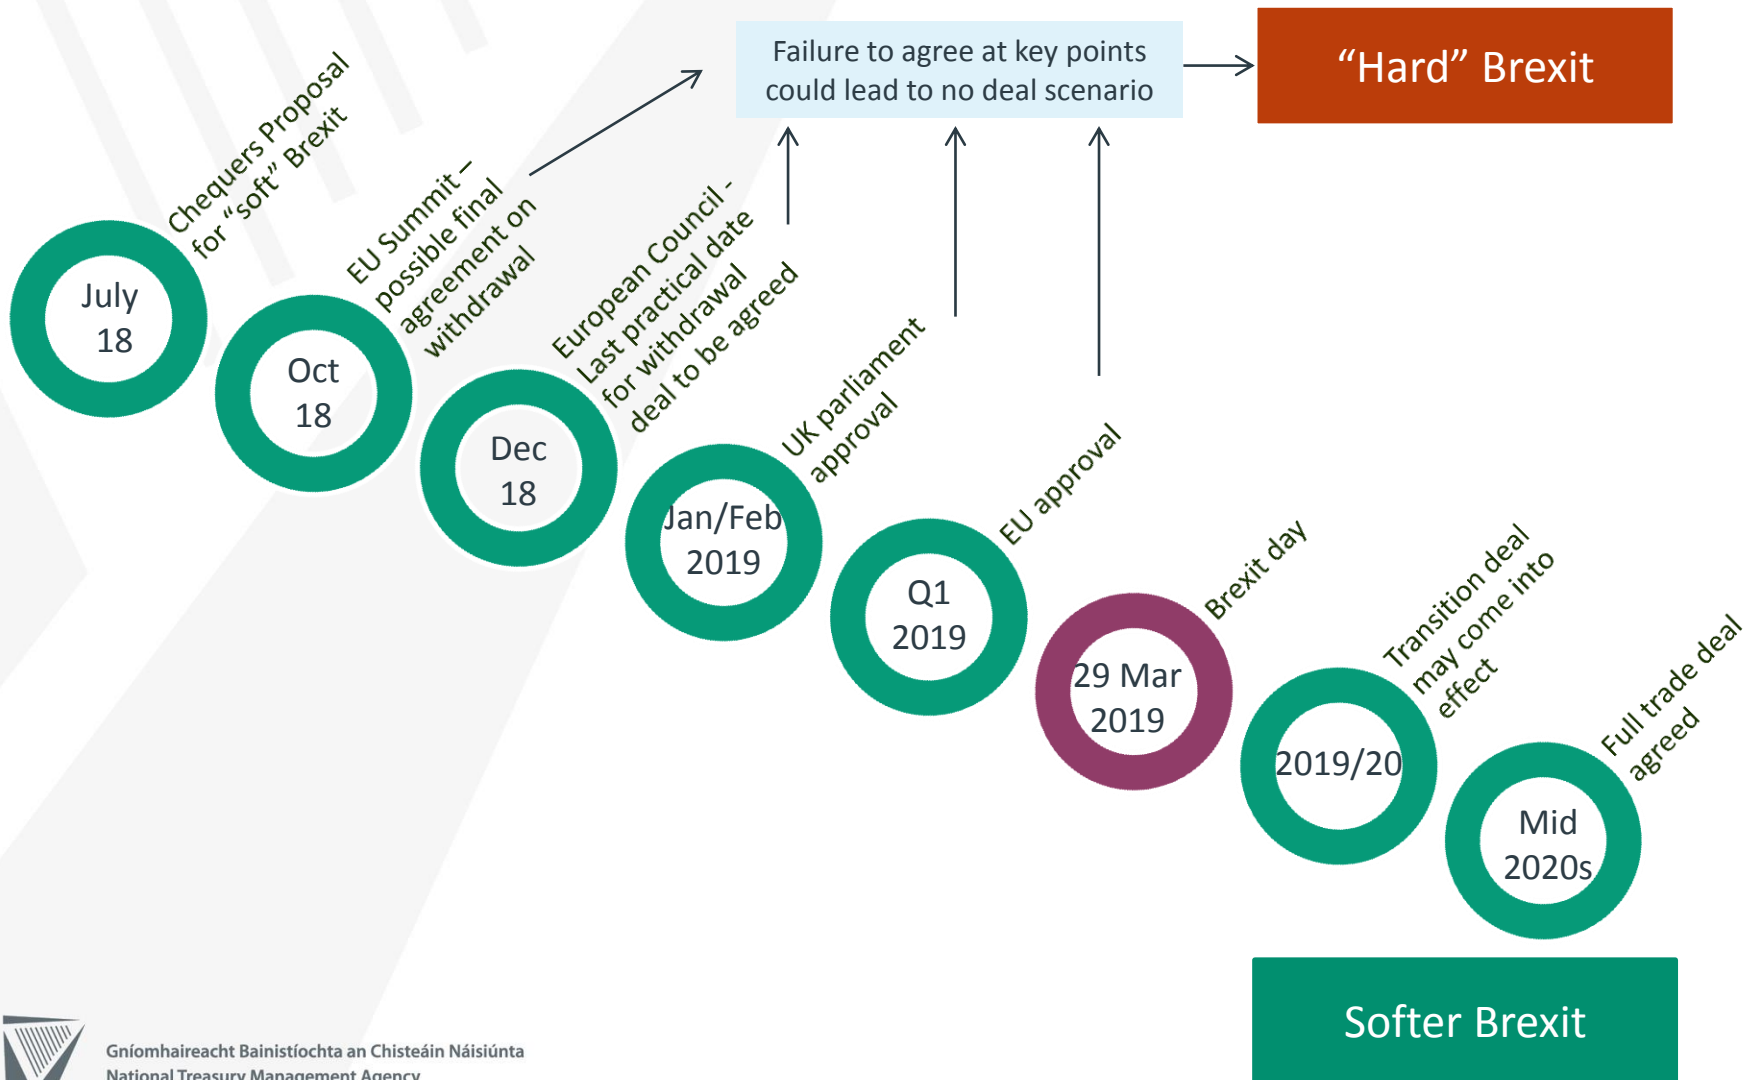 Failure to agree at key points
could lead to no deal scenario
“Hard” Brexit
July
18
Chequers Proposal
for “soft” Brexit
Oct
18
EU Summit –
possible final
agreement on
withdrawal
Dec
18
European Council -
Last practical date
for withdrawal
deal to be agreed
Jan/Feb
2019
UK parliament
approval
Q1
2019
EU approval
29 Mar
2019
Brexit day
2019/20
Transition deal
may come into
effect
Mid
2020s
Full trade deal
agreed
Softer Brexit
Gníomhaireacht Bainistíochta an Chisteáin Náisiúnta
National Treasury Management Agency